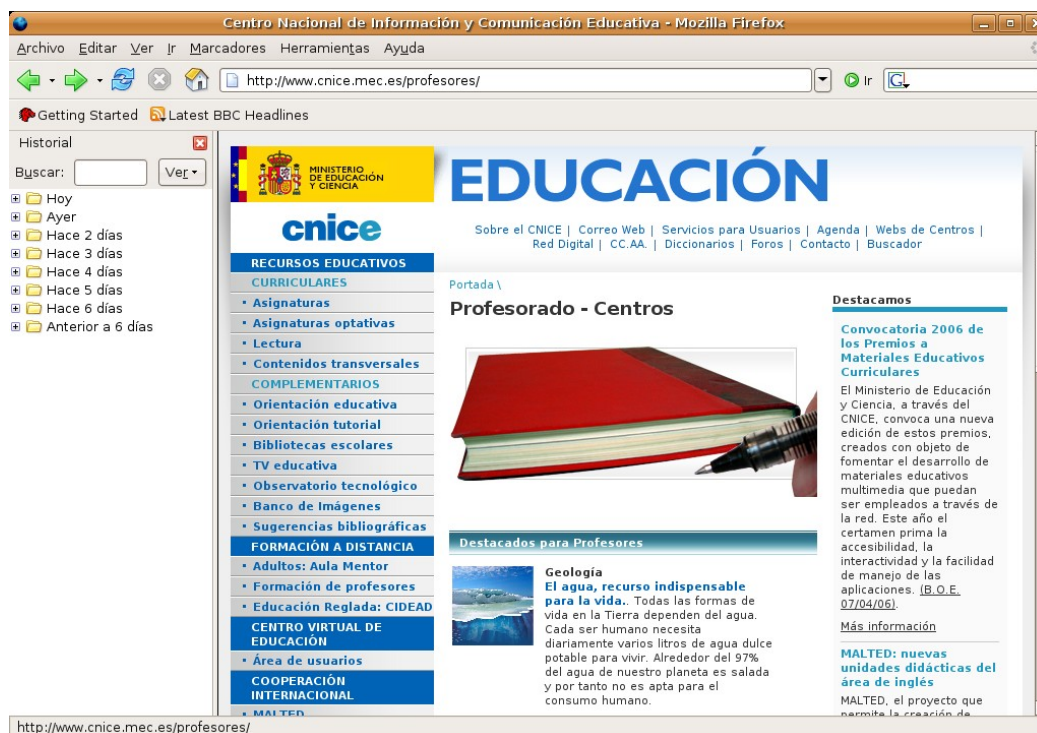 Centro Nacional de Información y Comunicación Educativa - Mozilla Firefox
Archivo Editar Ver Ir Marcadores Herramientas Ayuda
http://www.cnice.mec.es/profesores/
Ir
G
Getting Started Latest BBC Headlines
Historial
Buscar:
Ver
Hoy
Ayer
Hace 2 días
Hace 3 días
Hace 4 días
Hace 5 días
Hace 6 días
Anterior a 6 días
MINISTERIO
DE EDUCACIÓN
Y CIENCIA
cnice
RECURSOS EDUCATIVOS
CURRICULARES
· Asignaturas
· Asignaturas optativas
· Lectura
· Contenidos transversales
COMPLEMENTARIOS
· Orientación educativa
· Orientación tutorial
· Bibliotecas escolares
· TV educativa
· Observatorio tecnológico
· Banco de Imágenes
· Sugerencias bibliográficas
FORMACIÓN A DISTANCIA
· Adultos: Aula Mentor
· Formación de profesores
· Educación Reglada: CIDEAD
CENTRO VIRTUAL DE
EDUCACIÓN
· Área de usuarios
COOPERACIÓN
INTERNACIONAL
· MALTED
EDUCACIÓN
Sobre el CNICE | Correo Web | Servicios para Usuarios | Agenda | Webs de Centros |
Red Digital | CC.AA. | Diccionarios | Foros | Contacto | Buscador
Portada \
Profesorado - Centros
Destacados para Profesores
Geología
El agua, recurso indispensable
para la vida.. Todas las formas de
vida en la Tierra dependen del agua.
Cada ser humano necesita
diariamente varios litros de agua dulce
potable para vivir. Alrededor del 97%
del agua de nuestro planeta es salada
y por tanto no es apta para el
consumo humano.
Destacamos
Convocatoria 2006 de
los Premios a
Materiales Educativos
Curriculares
El Ministerio de Educación
y Ciencia, a través del
CNICE, convoca una nueva
edición de estos premios,
creados con objeto de
fomentar el desarrollo de
materiales educativos
multimedia que puedan
ser empleados a través de
la red. Este año el
certamen prima la
accesibilidad, la
interactividad y la facilidad
de manejo de las
aplicaciones. (B.O.E.
07/04/06).
Más información
MALTED: nuevas
unidades didácticas del
área de inglés
MALTED, el proyecto que
permite la creación de
http://www.cnice.mec.es/profesores/